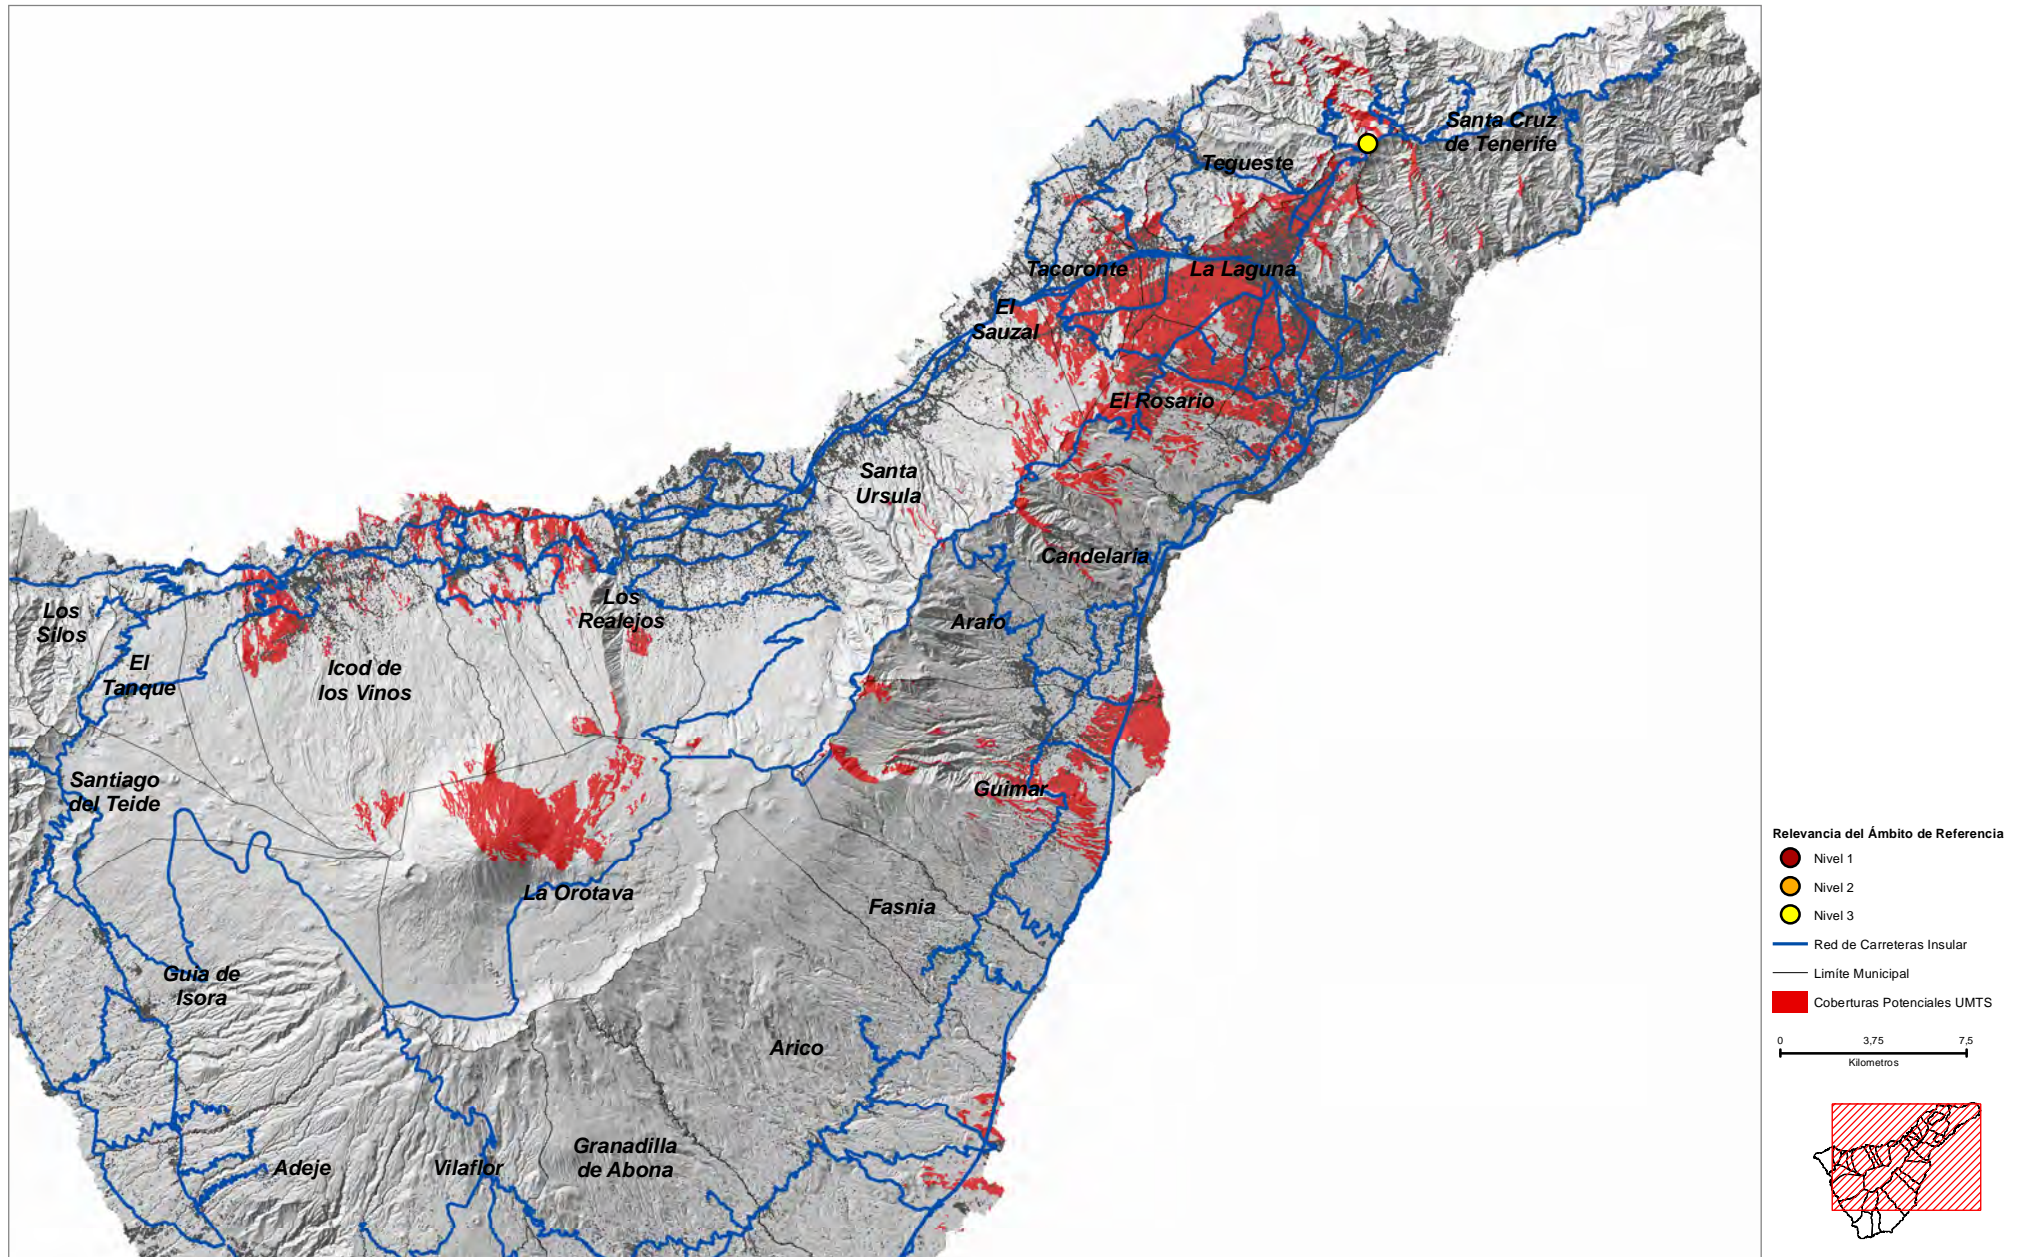 Santa Cruz
de Tenerife
Tegueste
Tacoronte
La Laguna
El
Sauzal
El Rosario
Santa
Ursula
Candelaria
Los
Silos
Los
Realejos
Arafo
El
Tanque
Icod de
los Vinos
Santiago
del Teide
Guimar
La Orotava
Fasnia
Guia de
Isora
Arico
Granadilla
de Abona
Adeje
Vilaflor
Relevancia del Ámbito de Referencia
Nivel 1
Nivel 2
Nivel 3
Red de Carreteras Insular
Limíte Municipal
Coberturas Potenciales UMTS
0 3,75 7,5
Kilometros